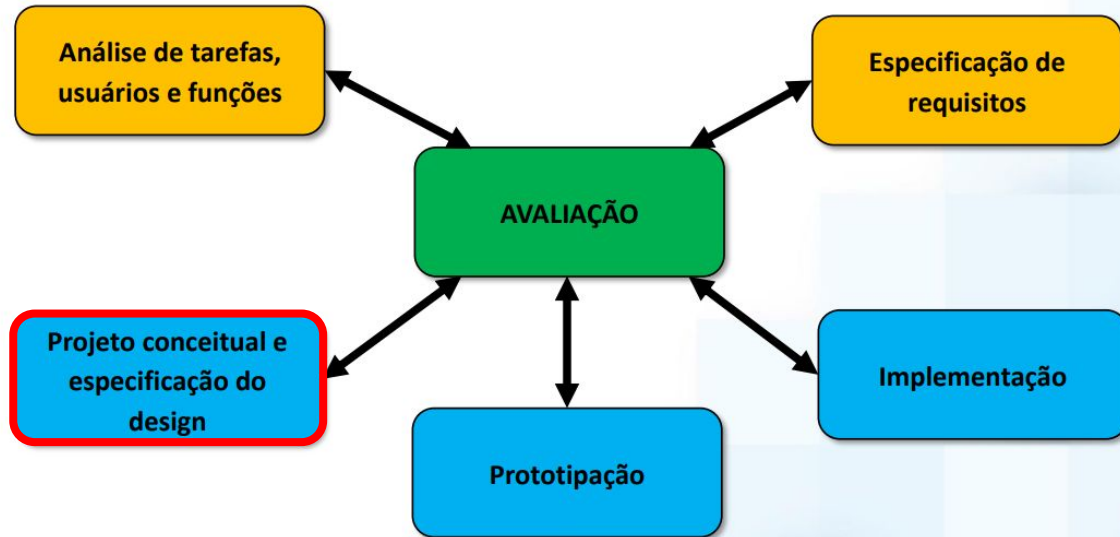 Análise de tarefas,
usuários e funções
Especificação de
requisitos
AVALIAÇÃO
Projeto conceitual e
especificação do
design
Implementação
Prototipação